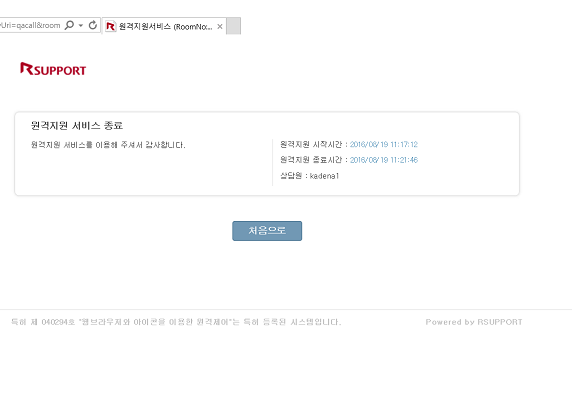 Uri=qacall&room
원격지원서비스 (RoomNo:...
RSUPPORT
원격지원 서비스 종료
원격지원 서비스를 이용해 주셔서 감사합니다.
원격지원 시작시간 : 2016/08/19 11:17:12
원격지원 종료시간 : 2016/08/19 11:21:46
상담원 : kadena1
처음으로
특허 제 040294호 "웹브라우저와 아이콘을 이용한 원격제어"는 특허 등록된 시스템입니다.
Powered by RSUPPORT